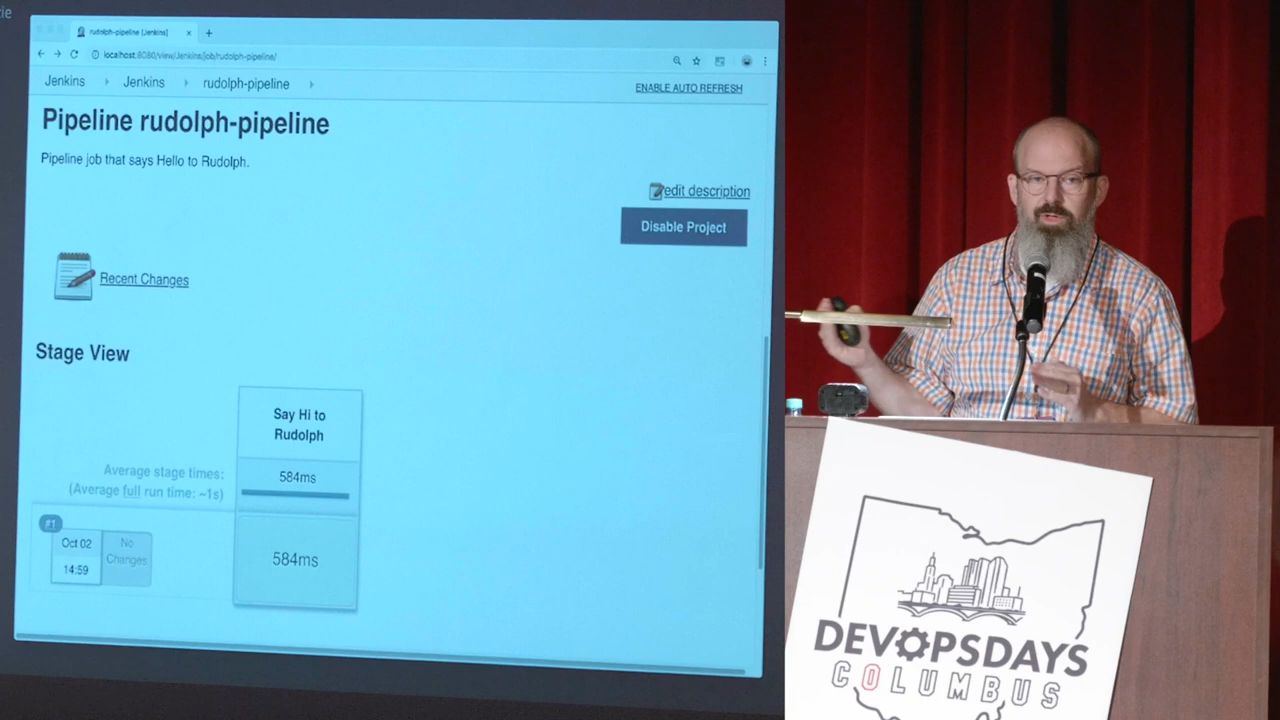 rudolph-pipeline [Jenkins]
localhost:8080/view/Jenkins/job/rudolph-pipeline/
Jenkins
Jenkins
rudolph-pipeline
ENABLE AUTO REFRESH
Pipeline rudolph-pipeline
Pipeline job that says Hello to Rudolph.
edit description
Disable Project
Recent Changes
Stage View
Say Hi to
Rudolph
Average stage times:
(Average full run time: ~1s)
584ms
#1
Oct 02
14:59
No
Changes
584ms
DEVOPSDAYS
COLUMBUS